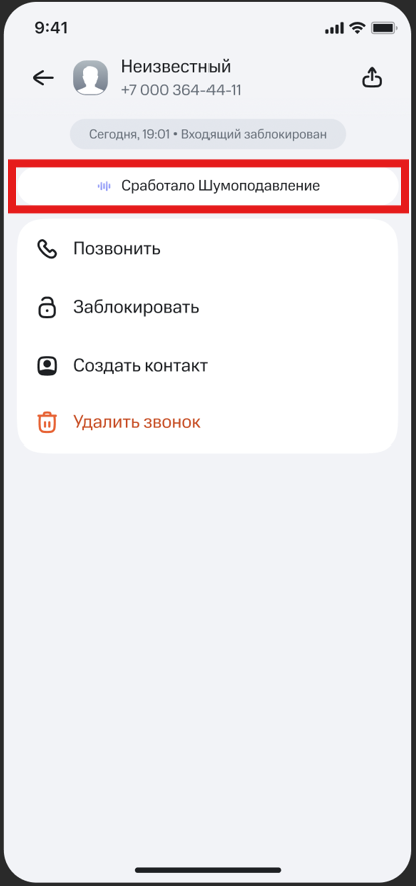 9:41
Неизвестный
+7 000 364-44-11
Сегодня, 19:01 • Входящий заблокирован
Сработало Шумоподавление
Позвонить
Заблокировать
Создать контакт
Удалить звонок